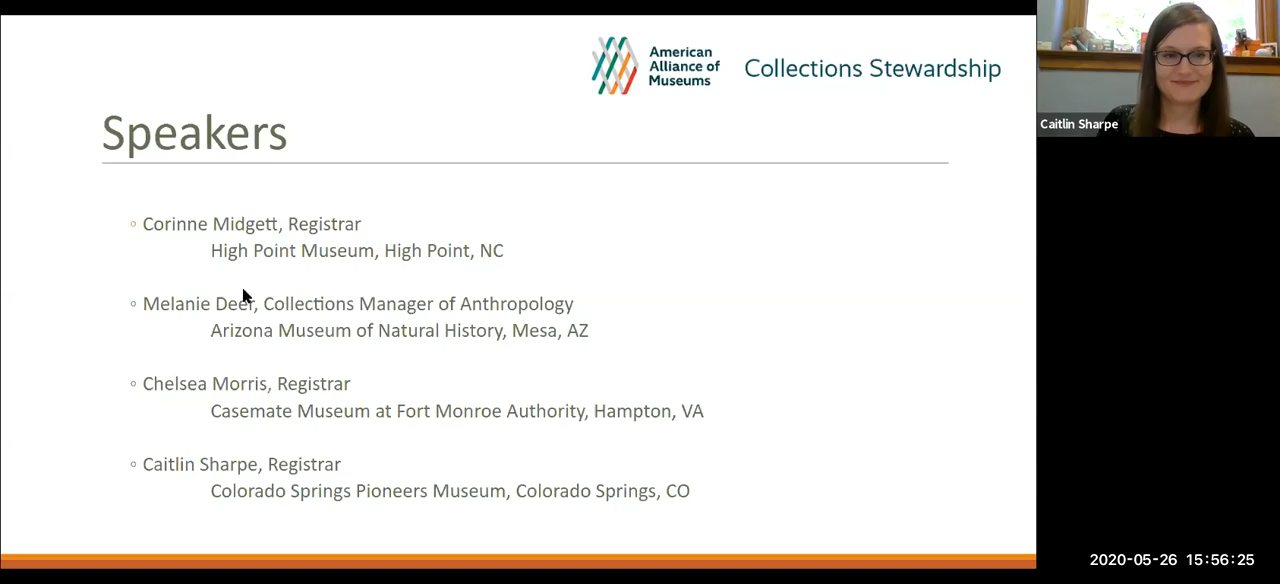 American
Alliance of
Museums
Collections Stewardship
Caitlin Sharpe
Speakers
◦ Corinne Midgett, Registrar
High Point Museum, High Point, NC
◦ Melanie Deer, Collections Manager of Anthropology
Arizona Museum of Natural History, Mesa, AZ
◦ Chelsea Morris, Registrar
Casemate Museum at Fort Monroe Authority, Hampton, VA
◦ Caitlin Sharpe, Registrar
Colorado Springs Pioneers Museum, Colorado Springs, CO
2020-05-26 15:56:25